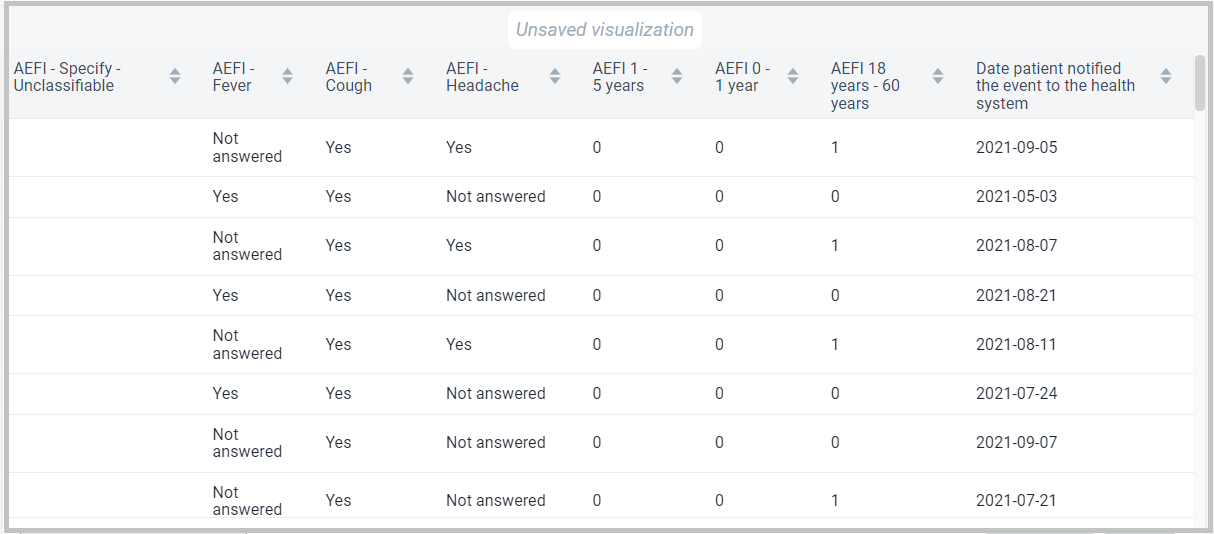 Unsaved visualization
AEFI - Specify - AEFI - AEFI - AEFI - AEFI 1 - AEFI 0 - AEFI 18 Date patient notified
Unclassifiable Fever Cough Headache 5 years 1 year years - 60 the event to the health
years system
Not
answered Yes Yes 0 0 1 2021-09-05
Yes Yes Not answered 0 0 0 2021-05-03
Not
answered Yes Yes 0 0 1 2021-08-07
Yes Yes Not answered 0 0 0 2021-08-21
Not
answered Yes Yes 0 0 1 2021-08-11
Yes Yes Not answered 0 0 0 2021-07-24
Not
answered Yes Not answered 0 0 0 2021-09-07
Not
answered Yes Not answered 0 0 1 2021-07-21